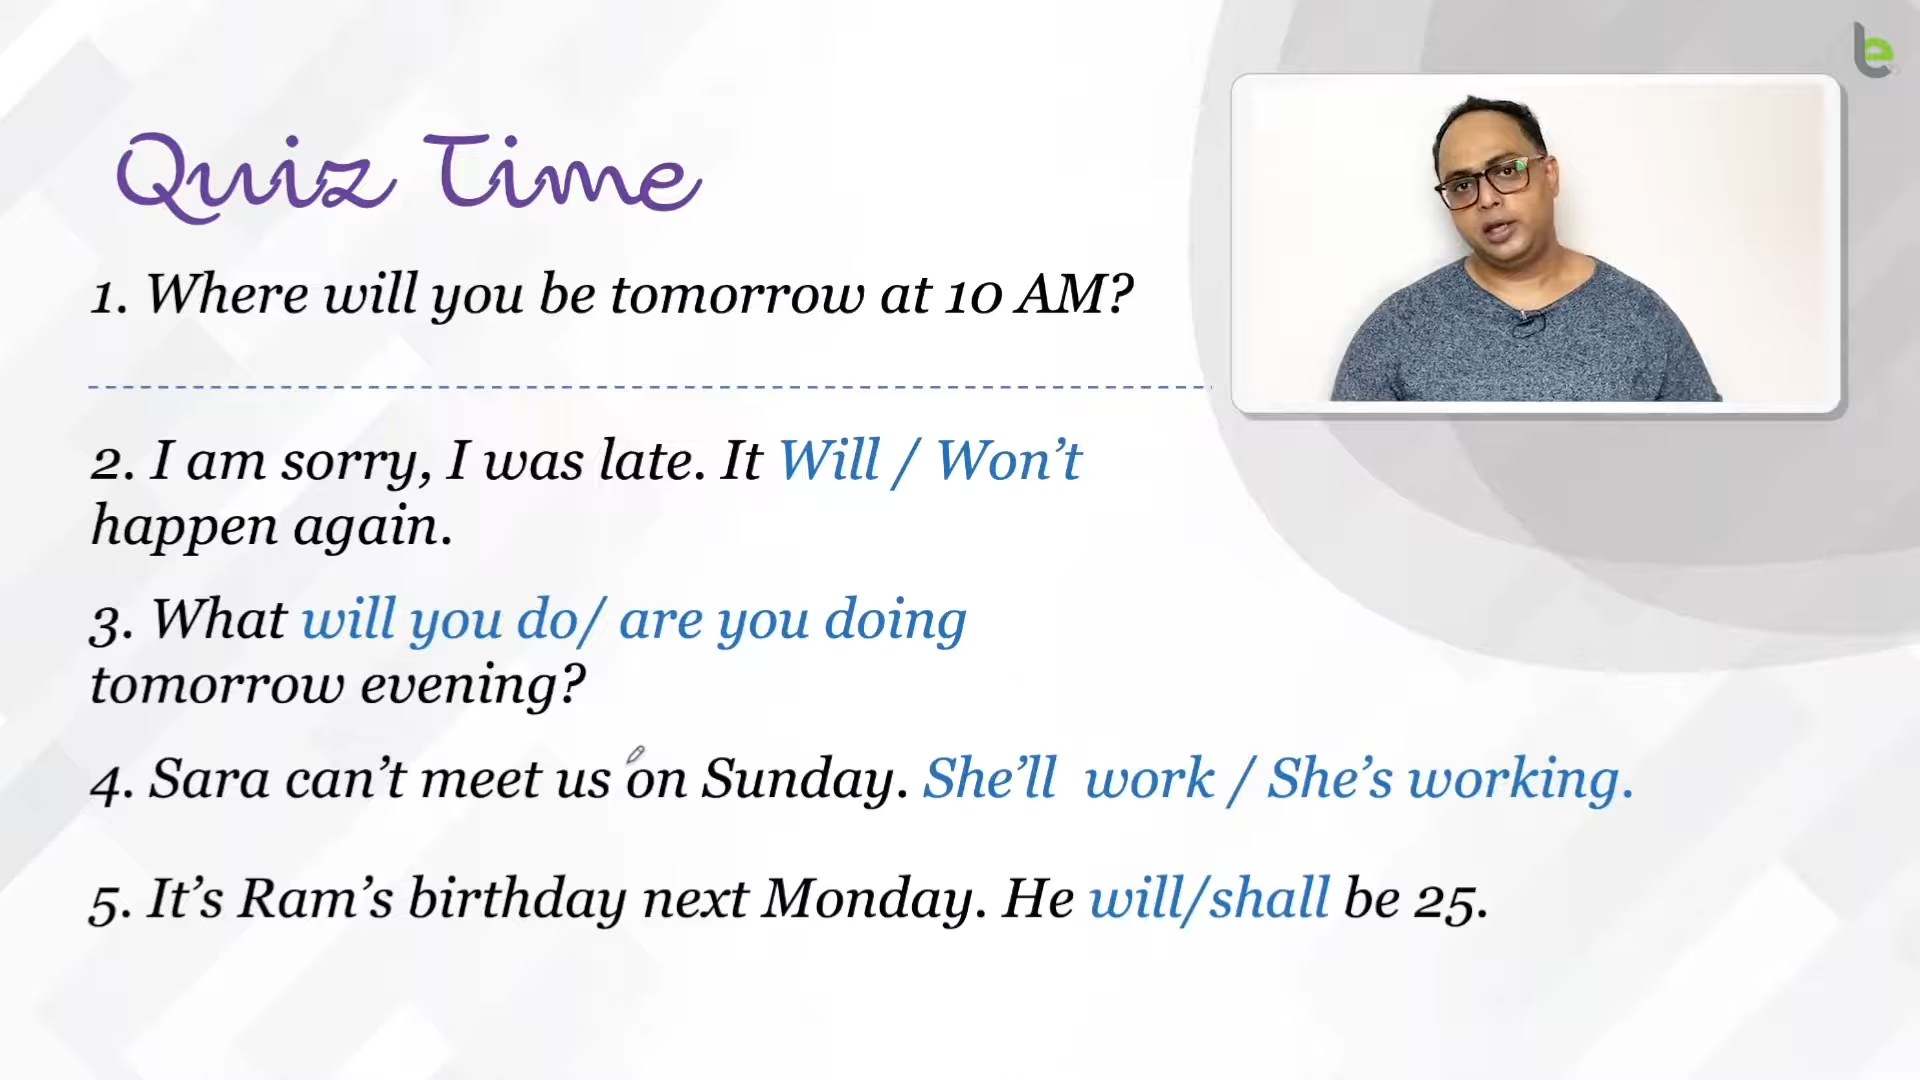 Quiz Time
1. Where will you be tomorrow at 10 AM?
2. I am sorry, I was late. It Will / Won’t
happen again.
3. What will you do/ are you doing
tomorrow evening?
4. Sara can’t meet us on Sunday. She’ll work / She’s working.
5. It’s Ram’s birthday next Monday. He will/shall be 25.